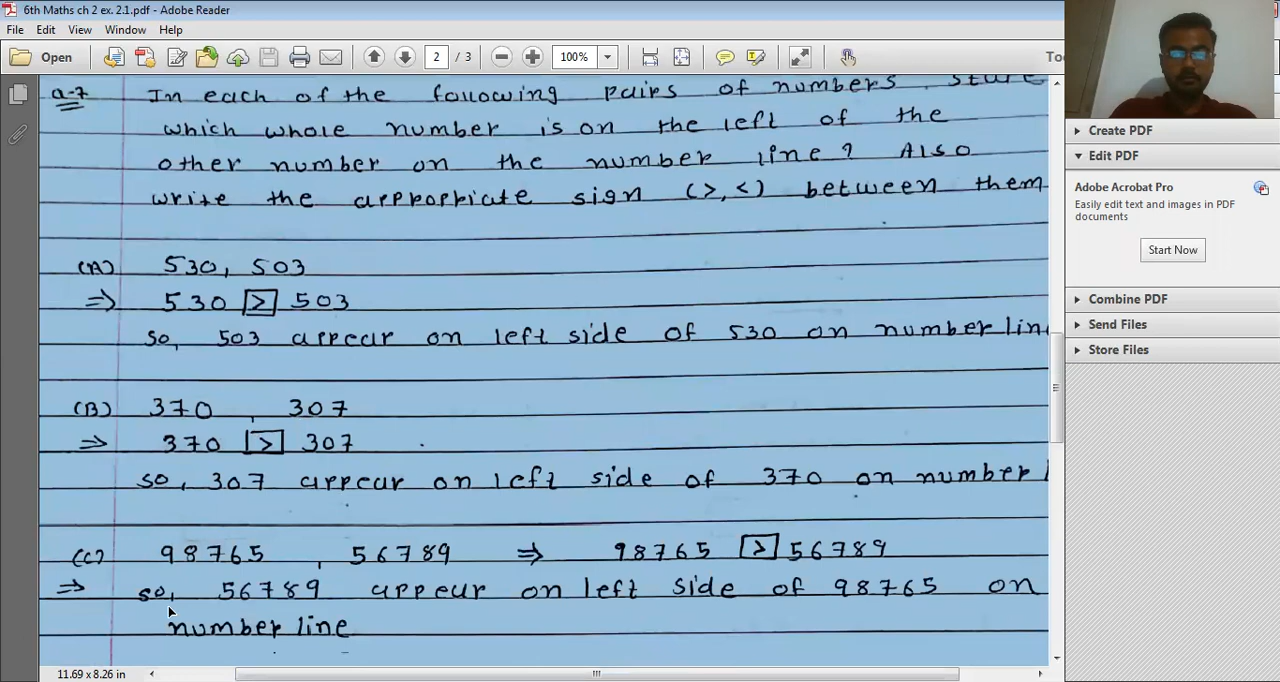 6th Maths ch 2 ex. 2.1.pdf - Adobe Reader
File Edit View Window Help
Open 2 / 3 100%
Create PDF
Edit PDF
Adobe Acrobat Pro
Easily edit text and images in PDF
documents
Start Now
Combine PDF
Send Files
Store Files
Q-7 In each of the following pairs of numbers, state
which whole number is on the left of the
other number on the number line? Also
write the appropriate sign (>,<) between them
(A) 530, 503
⇒ 530 > 503
so, 503 appear on left side of 530 on number line
(B) 370 , 307
⇒ 370 > 307
so, 307 appear on left side of 370 on number
(C) 98765 , 56789 ⇒ 98765 > 56789
⇒ so, 56789 appear on left side of 98765 on
number line
11.69 x 8.26 in